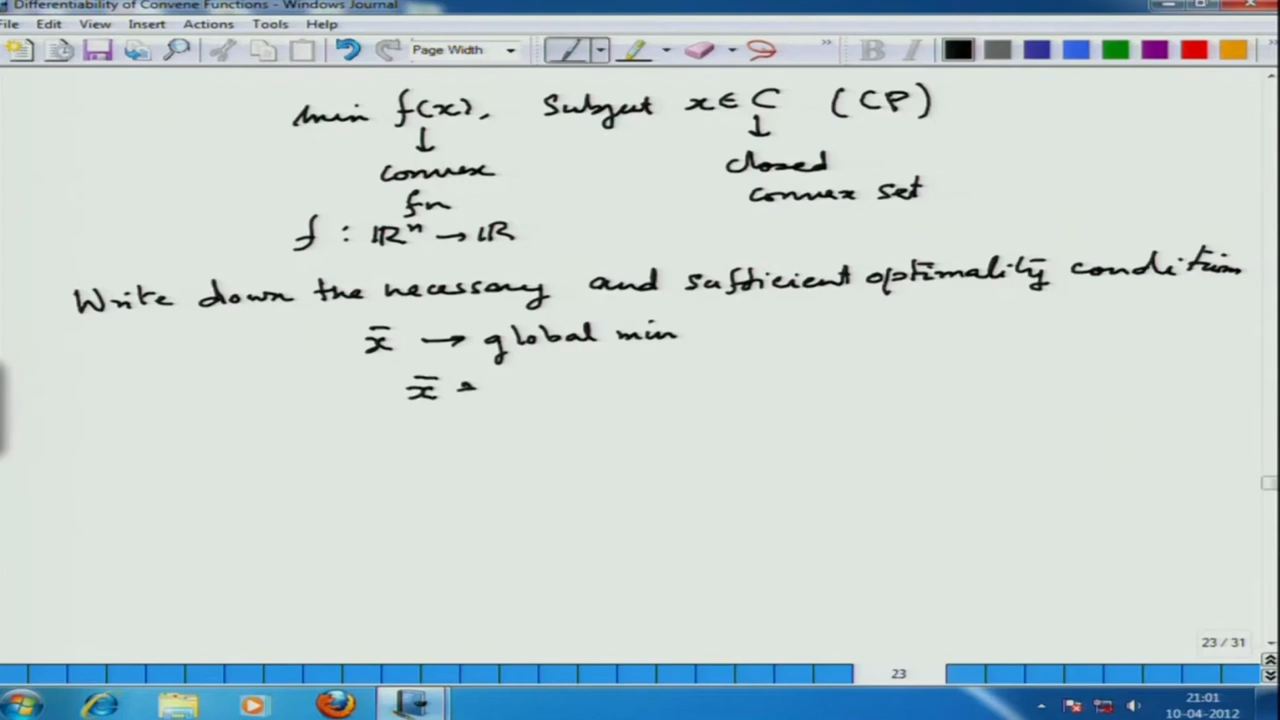 Differentiability of Convene Functions - Windows Journal
File Edit View Insert Actions Tools Help
Page Width
B I
min f(x), Subject x ∈ C (CP)
↓ ↓
convex closed
fn convex set
f : ℝⁿ → ℝ
Write down the necessary and sufficient optimality condition
x̄ → global min
x̄
23 / 31
23
21:01
10-04-2012